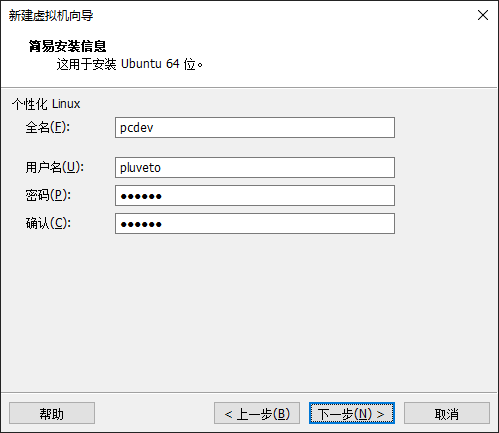 新建虚拟机向导
简易安装信息
这用于安装 Ubuntu 64 位。
个性化 Linux
全名(F): pcdev
用户名(U): pluveto
密码(P): ●●●●●●
确认(C): ●●●●●●
帮助 < 上一步(B) 下一步(N) > 取消